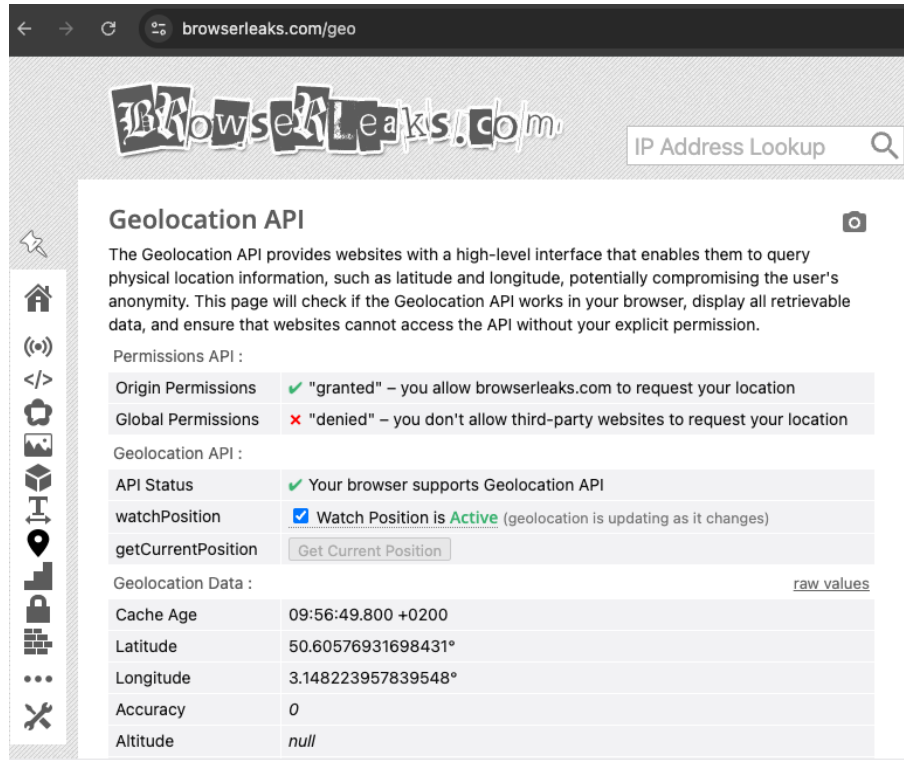 browserleaks.com/geo
BRowseRLeaks.com
IP Address Lookup
Geolocation API
The Geolocation API provides websites with a high-level interface that enables them to query
physical location information, such as latitude and longitude, potentially compromising the user's
anonymity. This page will check if the Geolocation API works in your browser, display all retrievable
data, and ensure that websites cannot access the API without your explicit permission.
Permissions API :
Origin Permissions ✔ "granted" – you allow browserleaks.com to request your location
Global Permissions × "denied" – you don't allow third-party websites to request your location
Geolocation API :
API Status ✔ Your browser supports Geolocation API
watchPosition Watch Position is Active (geolocation is updating as it changes)
getCurrentPosition Get Current Position
Geolocation Data : raw values
Cache Age 09:56:49.800 +0200
Latitude 50.60576931698431°
Longitude 3.148223957839548°
Accuracy 0
Altitude null